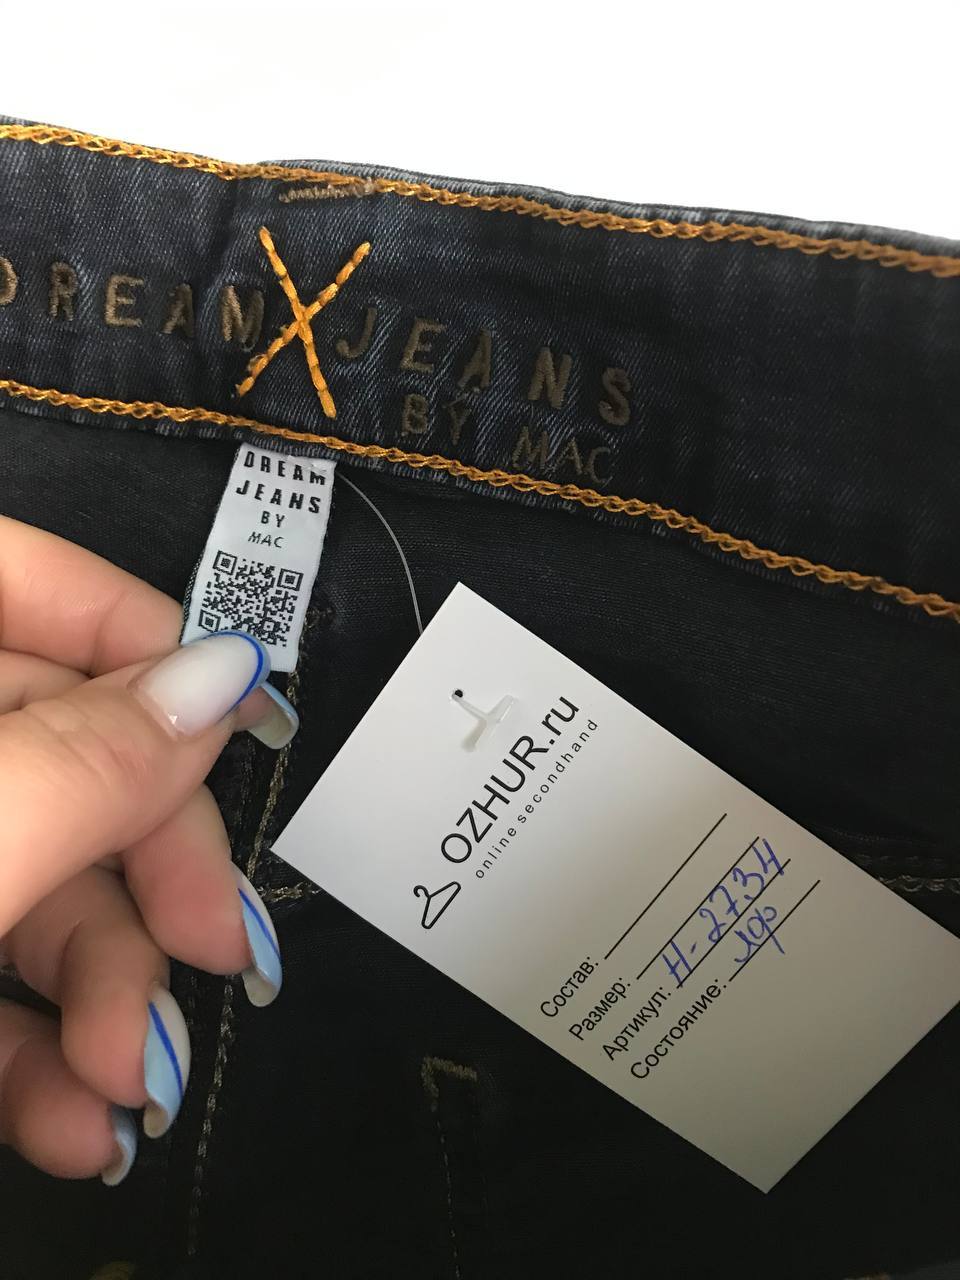 DREAM JEANS
BY MAC
DREAM
JEANS
BY
MAC
OZHUR.ru
online secondhand
Состав:
Размер:
Артикул: Н-2734
Состояние: